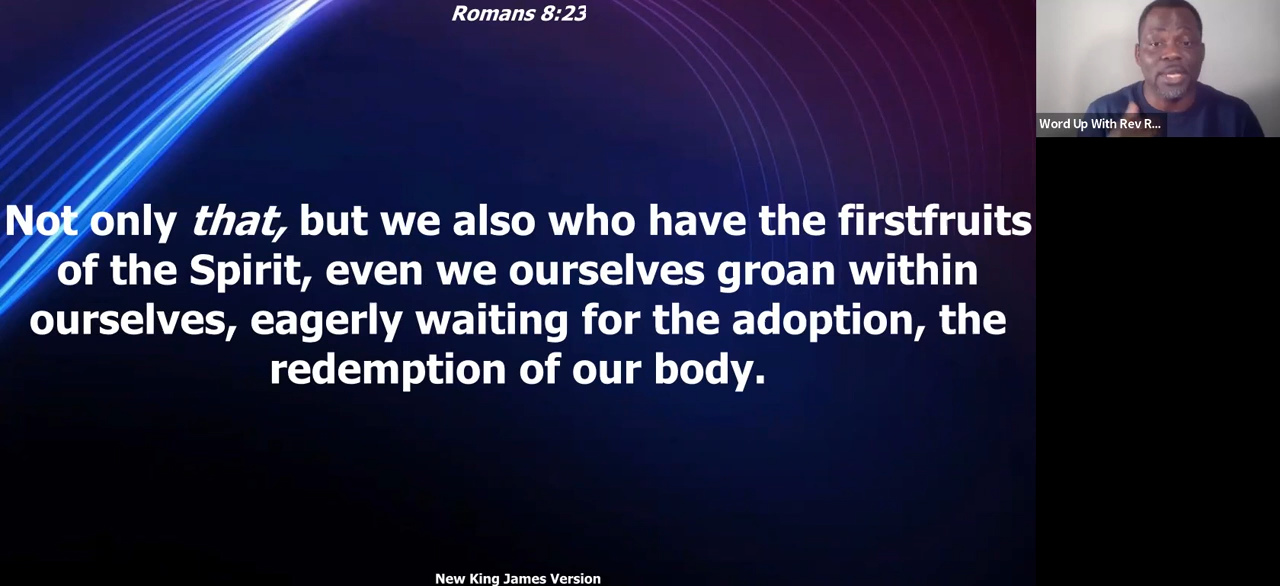 Romans 8:23
Not only that, but we also who have the firstfruits
of the Spirit, even we ourselves groan within
ourselves, eagerly waiting for the adoption, the
redemption of our body.
New King James Version
Word Up With Rev R...